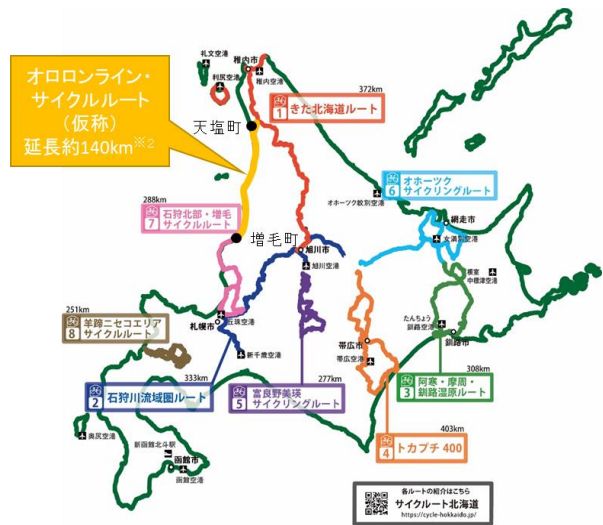 礼文空港
利尻空港
稚内市
稚内空港
372km
1 きた北海道ルート
オロロンライン・
サイクルルート
(仮称)
延長約140km※2
天塩町
オホーツク
6 サイクリングルート
オホーツク紋別空港
網走市
女満別空港
288km
石狩北部・増毛
7 サイクルルート
増毛町
旭川市
旭川空港
根室
中標津空港
251km
羊蹄ニセコエリア
8 サイクルルート
札幌市
丘珠空港
新千歳空港
たんちょう
釧路空港
釧路市
帯広市
帯広空港
333km
2 石狩川流域圏ルート
277km
富良野美瑛
5 サイクリングルート
308km
阿寒・摩周・
3 釧路湿原ルート
403km
4 トカプチ 400
奥尻空港
新函館北斗駅
函館市
函館空港
各ルートの紹介はこちら
サイクルルート北海道
https://cycle-hokkaido.jp/